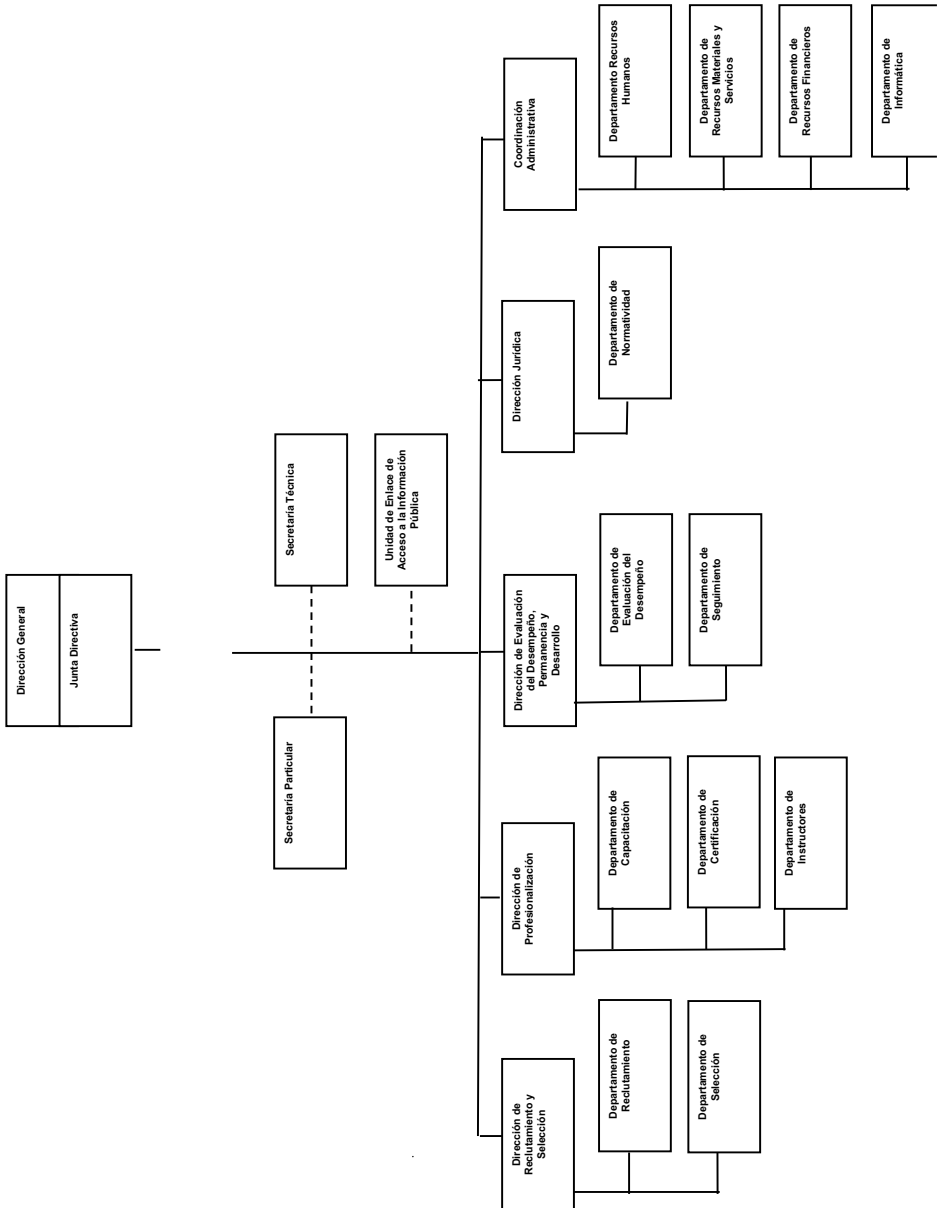 Dirección General
Junta Directiva
Secretaría Particular
Secretaría Técnica
Unidad de Enlace de
Acceso a la Información
Pública
Dirección de
Reclutamiento y
Selección
Departamento de
Reclutamiento
Departamento de
Selección
Dirección de
Profesionalización
Departamento de
Capacitación
Departamento de
Certificación
Departamento de
Instructores
Dirección de Evaluación
del Desempeño,
Permanencia y
Desarrollo
Departamento de
Evaluación del
Desempeño
Departamento de
Seguimiento
Dirección Jurídica
Departamento de
Normatividad
Coordinación
Administrativa
Departamento Recursos
Humanos
Departamento de
Recursos Materiales y
Servicios
Departamento de
Recursos Financieros
Departamento de
Informática